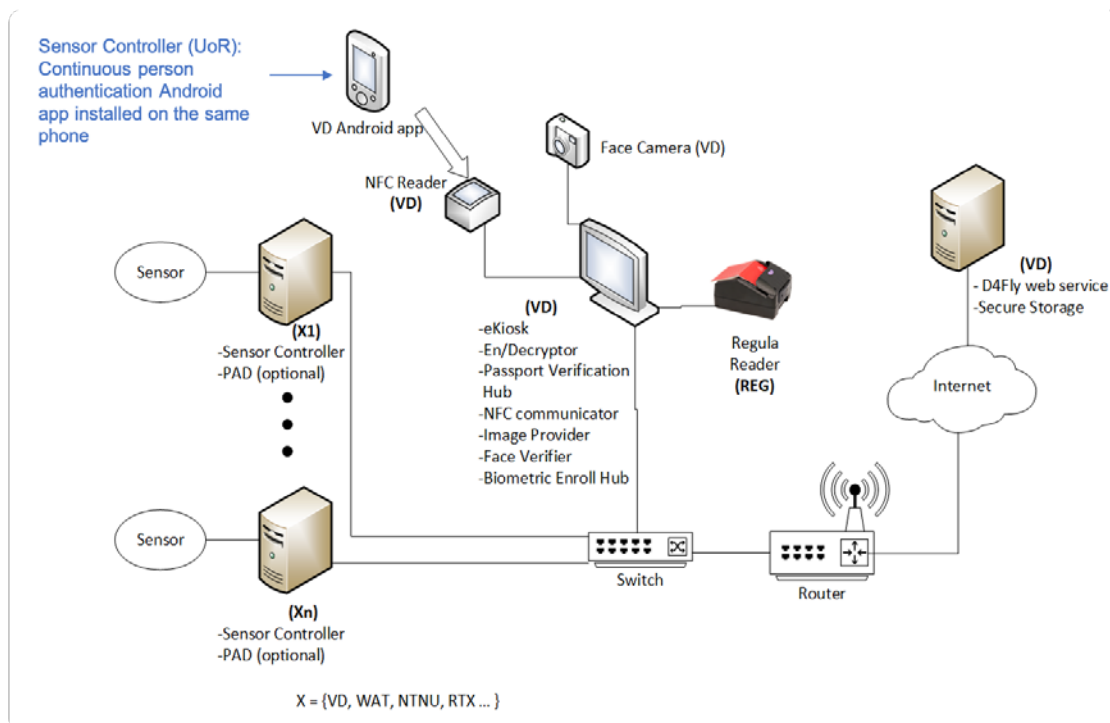 Sensor Controller (UoR):
Continuous person
authentication Android
app installed on the same
phone
VD Android app
Face Camera (VD)
NFC Reader
(VD)
Sensor
(X1)
-Sensor Controller
-PAD (optional)
(VD)
-eKiosk
-En/Decryptor
-Passport Verification
Hub
-NFC communicator
-Image Provider
-Face Verifier
-Biometric Enroll Hub
Regula
Reader
(REG)
(VD)
- D4Fly web service
-Secure Storage
Internet
Sensor
(Xn)
-Sensor Controller
-PAD (optional)
Switch
Router
X = {VD, WAT, NTNU, RTX ... }